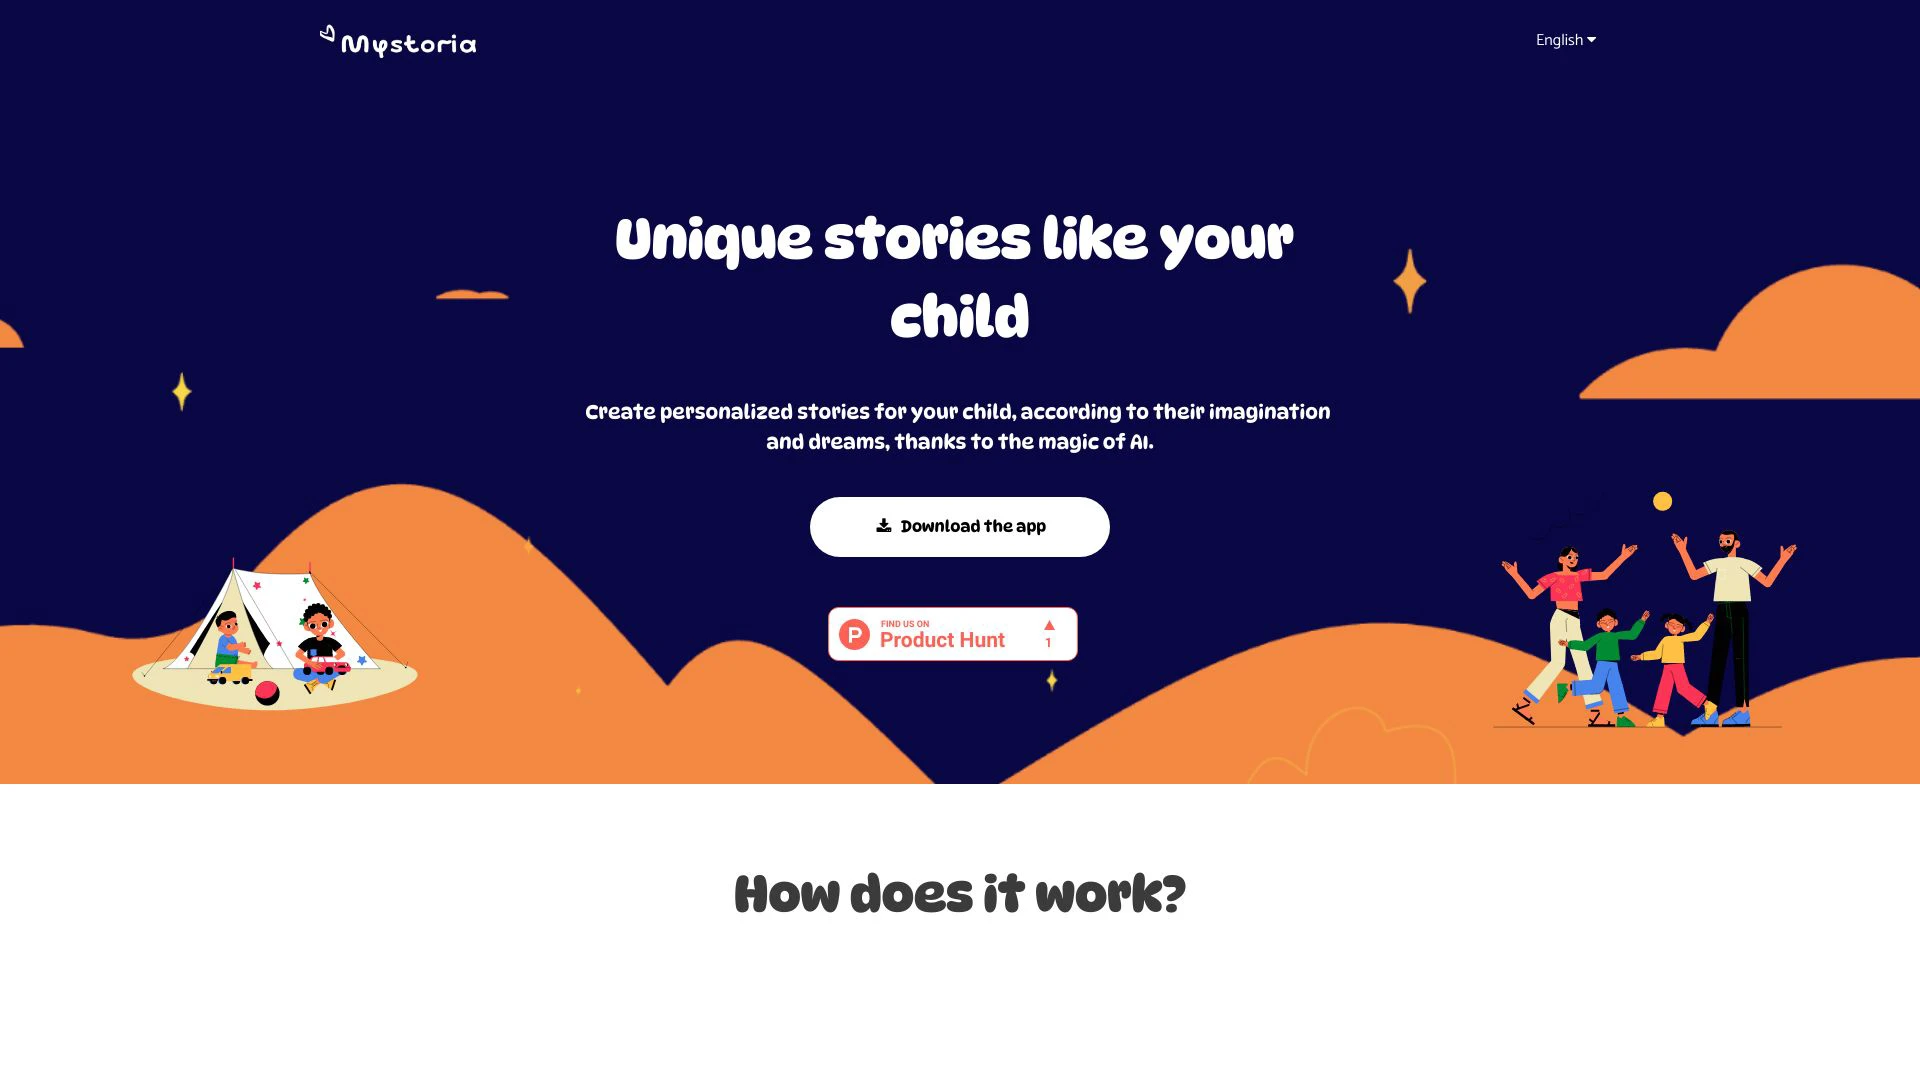 Mystoria
English
Unique stories like your
child
Create personalized stories for your child, according to their imagination
and dreams, thanks to the magic of AI.
Download the app
FIND US ON
Product Hunt
1
How does it work?